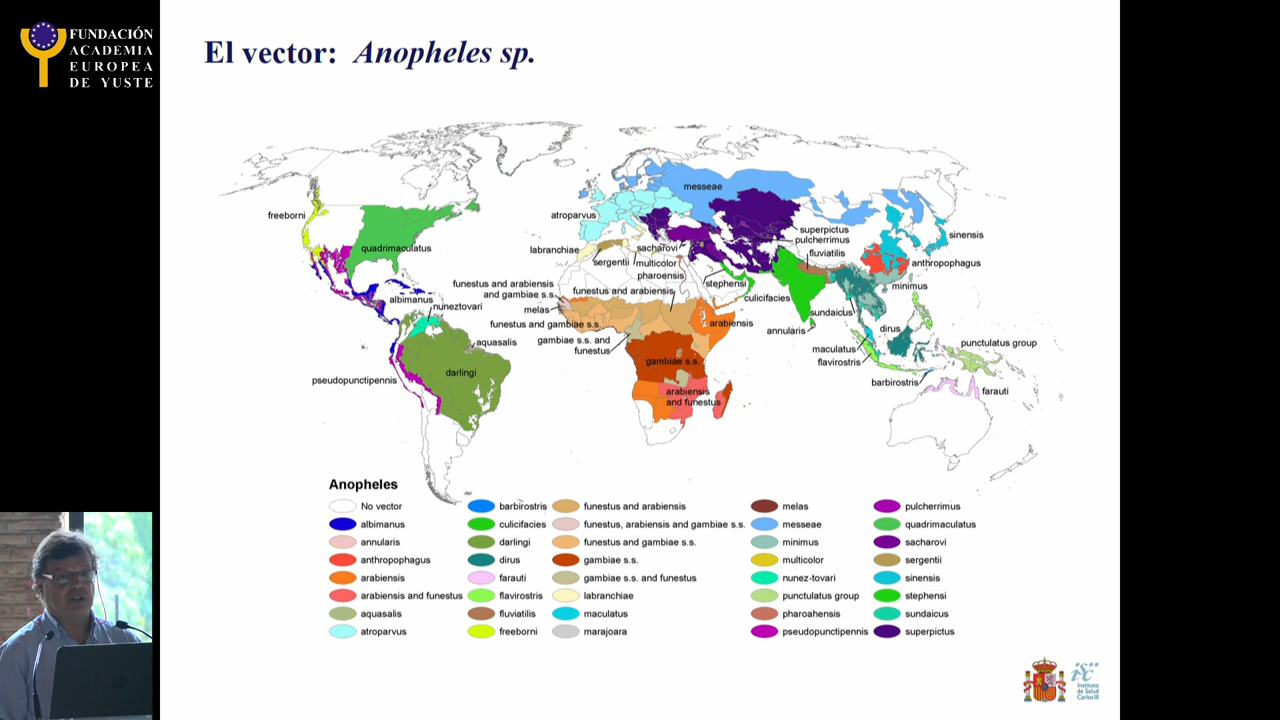 FUNDACIÓN
ACADEMIA
EUROPEA
DE YUSTE
El vector: Anopheles sp.
messeae
freeborni
atroparvus
quadrimaculatus
labranchiae
sacharovi
superpictus
pulcherrimus
sinensis
sergentii
multicolor
fluviatilis
anthropophagus
pharoensis
stephensi
minimus
funestus and arabiensis
and gambiae s.s.
funestus and arabiensis
albimanus
nuneztovari
culicifacies
melas
sundaicus
funestus and gambiae s.s.
arabiensis
annularis
dirus
aquasalis
gambiae s.s. and
funestus
punctulatus group
maculatus
gambiae s.s.
flavirostris
darlingi
pseudopunctipennis
barbirostris
arabiensis
and funestus
farauti
Anopheles
No vector
albimanus
annularis
anthropophagus
arabiensis
arabiensis and funestus
aquasalis
atroparvus
barbirostris
culicifacies
darlingi
dirus
farauti
flavirostris
fluviatilis
freeborni
funestus and arabiensis
funestus, arabiensis and gambiae s.s.
funestus and gambiae s.s.
gambiae s.s.
gambiae s.s. and funestus
labranchiae
maculatus
marajoara
melas
messeae
minimus
multicolor
nunez-tovari
punctulatus group
pharoahensis
pseudopunctipennis
pulcherrimus
quadrimaculatus
sacharovi
sergentii
sinensis
stephensi
sundaicus
superpictus
Instituto
de Salud
Carlos III